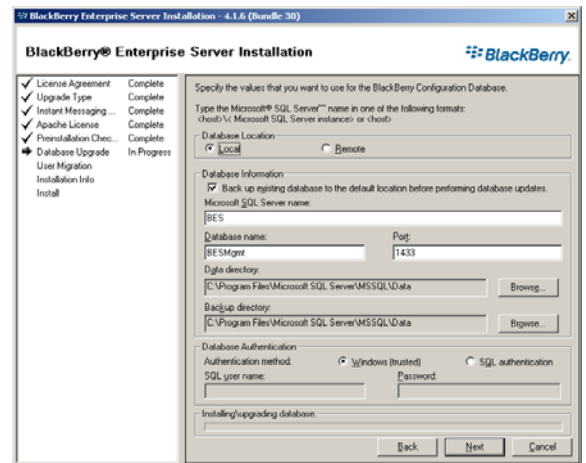 BlackBerry Enterprise Server Installation - 4.1.6 (Bundle 30)
BlackBerry® Enterprise Server Installation
BlackBerry.
License Agreement Complete
Upgrade Type Complete
Instant Messaging ... Complete
Apache License Complete
Preinstallation Chec... Complete
Database Upgrade In Progress
User Migration
Installation Info
Install
Specify the values that you want to use for the BlackBerry Configuration Database.
Type the Microsoft® SQL Server™ name in one of the following formats:
<host>\< Microsoft SQL Server instance> or <host>
Database Location
Local
Remote
Database Information
Back up existing database to the default location before performing database updates.
Microsoft SQL Server name:
BES
Database name: Port:
BESMgmt 1433
Data directory:
C:\Program Files\Microsoft SQL Server\MSSQL\Data Browse...
Backup directory:
C:\Program Files\Microsoft SQL Server\MSSQL\Data Browse...
Database Authentication
Authentication method: Windows (trusted) SQL authentication
SQL user name: Password:
Installing\upgrading database.
Back Next Cancel